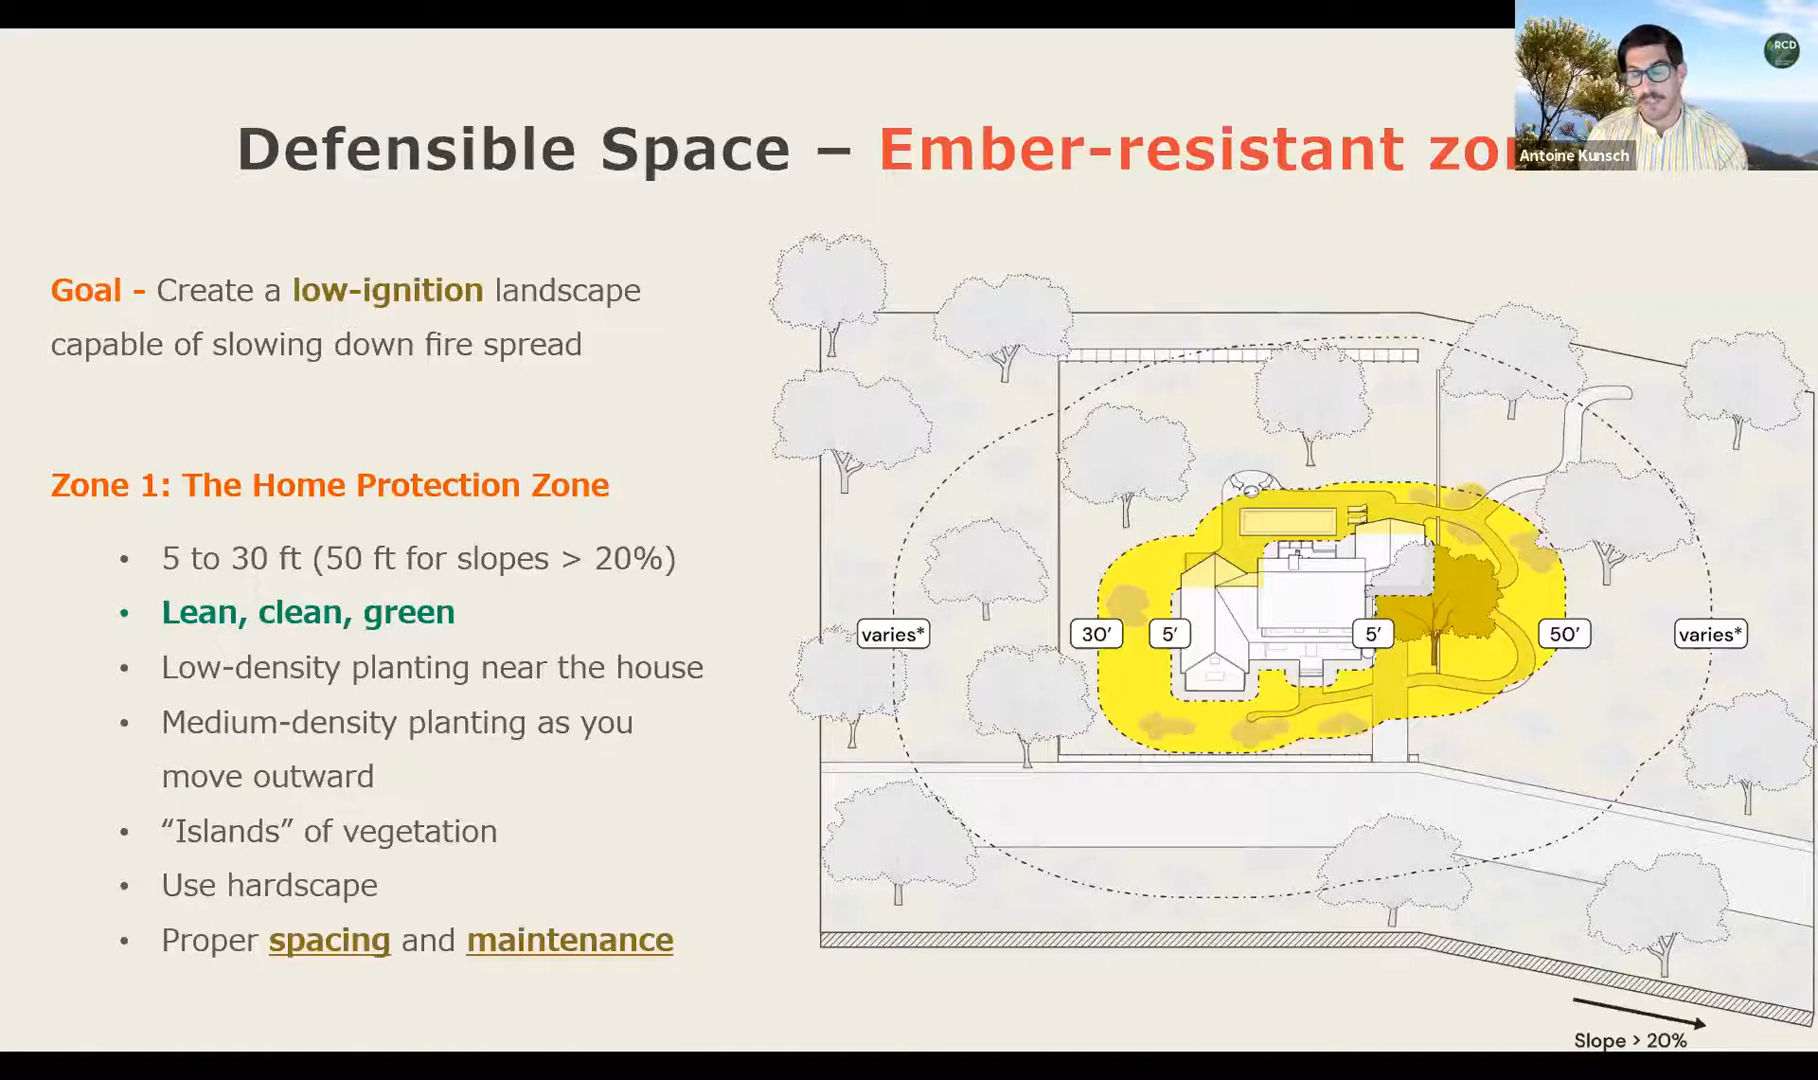 RCD
Antoine Kunsch
Defensible Space – Ember-resistant
Goal - Create a low-ignition landscape
capable of slowing down fire spread
Zone 1: The Home Protection Zone
• 5 to 30 ft (50 ft for slopes > 20%)
• Lean, clean, green
• Low-density planting near the house
• Medium-density planting as you
move outward
• “Islands” of vegetation
• Use hardscape
• Proper spacing and maintenance
varies* 30’ 5’ 5’ 50’ varies*
Slope > 20%